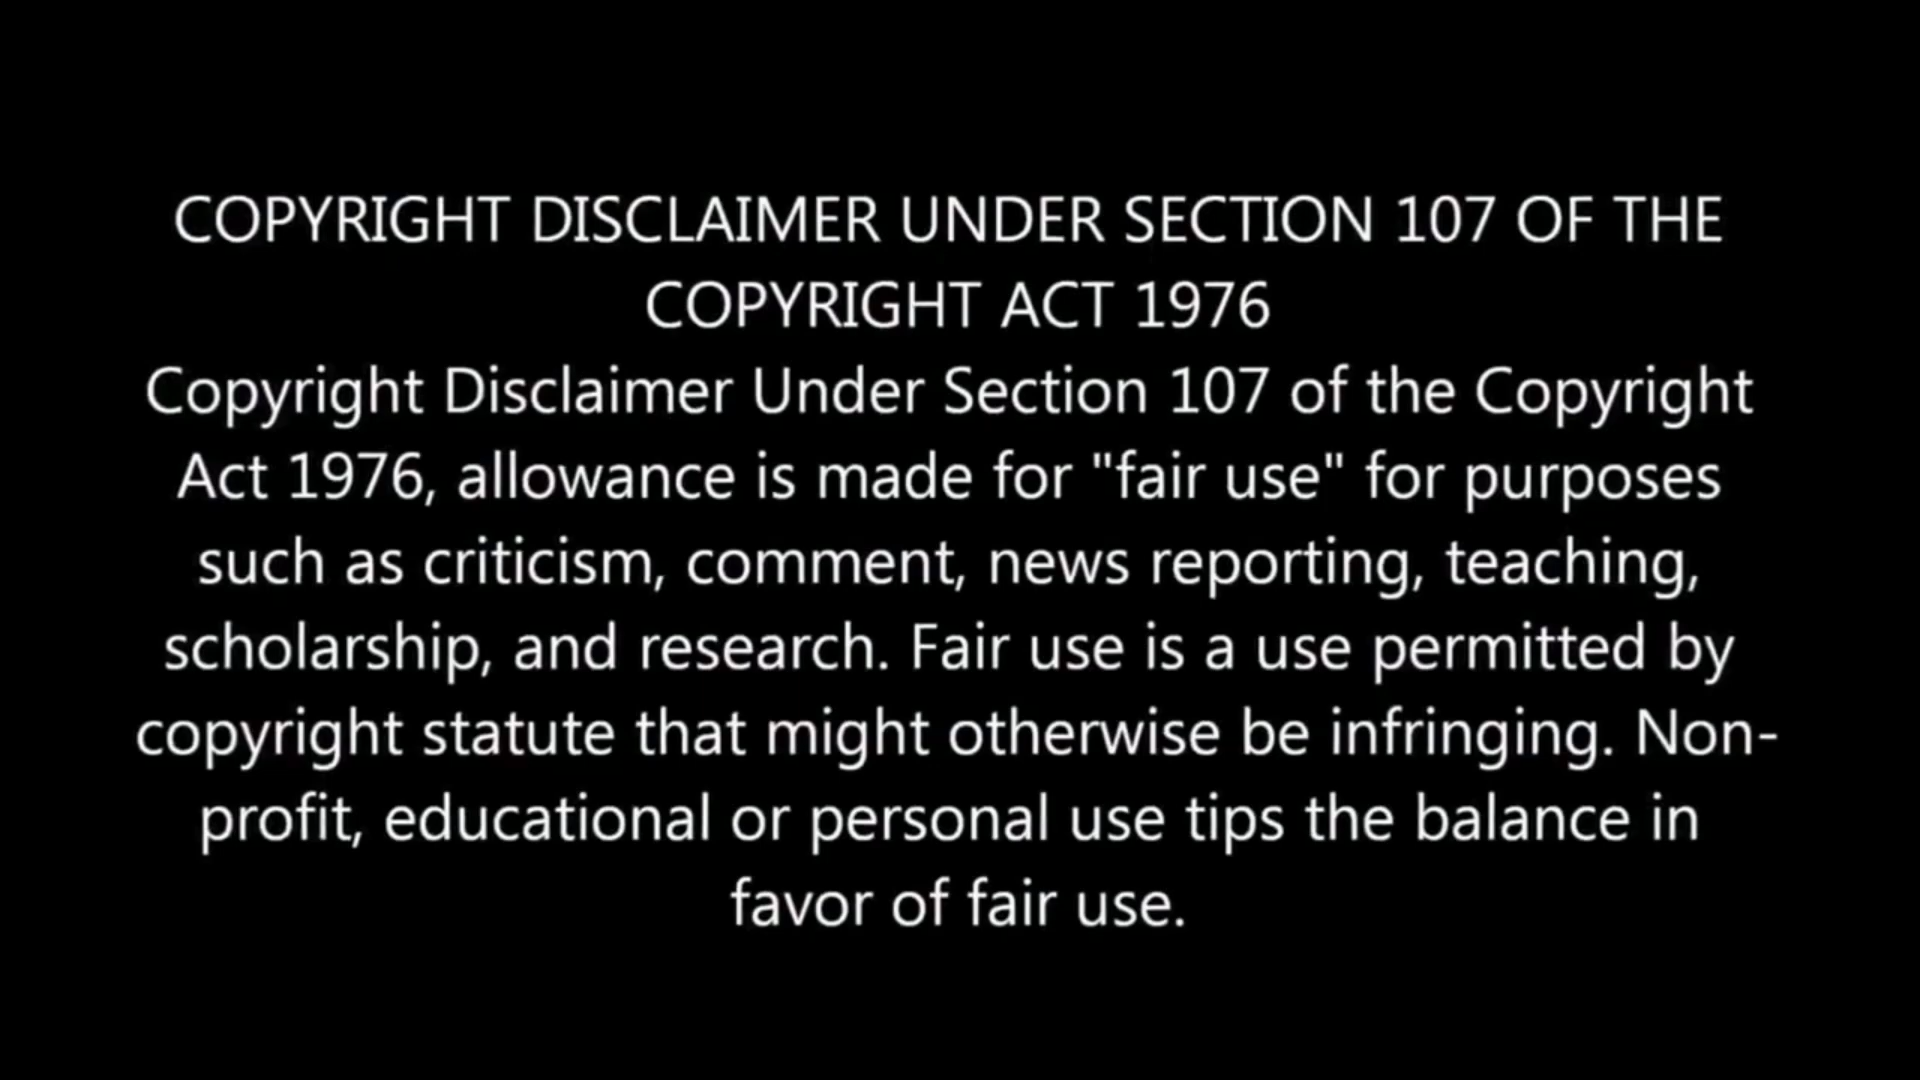 COPYRIGHT DISCLAIMER UNDER SECTION 107 OF THE
COPYRIGHT ACT 1976
Copyright Disclaimer Under Section 107 of the Copyright
Act 1976, allowance is made for "fair use" for purposes
such as criticism, comment, news reporting, teaching,
scholarship, and research. Fair use is a use permitted by
copyright statute that might otherwise be infringing. Non-
profit, educational or personal use tips the balance in
favor of fair use.